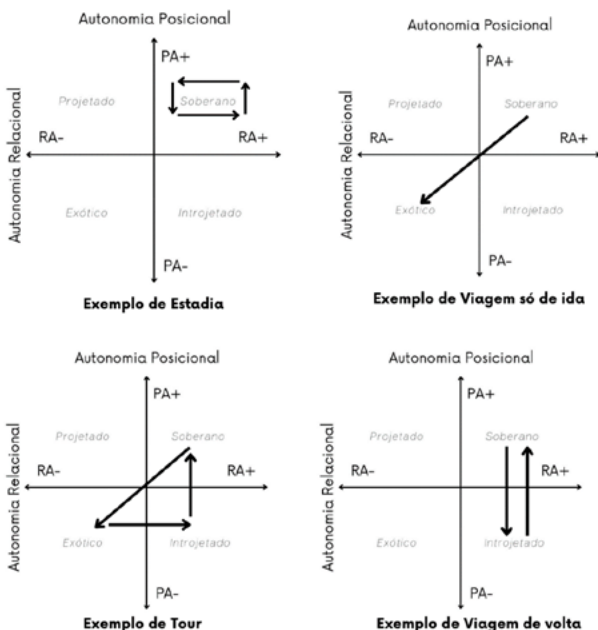 Autonomia Posicional
PA+
Projetado
Soberano
RA-
RA+
Autonomia Relacional
Exótico
Introjetado
PA-
Exemplo de Estadia
Autonomia Posicional
PA+
Projetado
Soberano
RA-
RA+
Autonomia Relacional
Exótico
Introjetado
PA-
Exemplo de Viagem só de ida
Autonomia Posicional
PA+
Projetado
Soberano
RA-
RA+
Autonomia Relacional
Exótico
Introjetado
PA-
Exemplo de Tour
Autonomia Posicional
PA+
Projetado
Soberano
RA-
RA+
Autonomia Relacional
Exótico
Introjetado
PA-
Exemplo de Viagem de volta